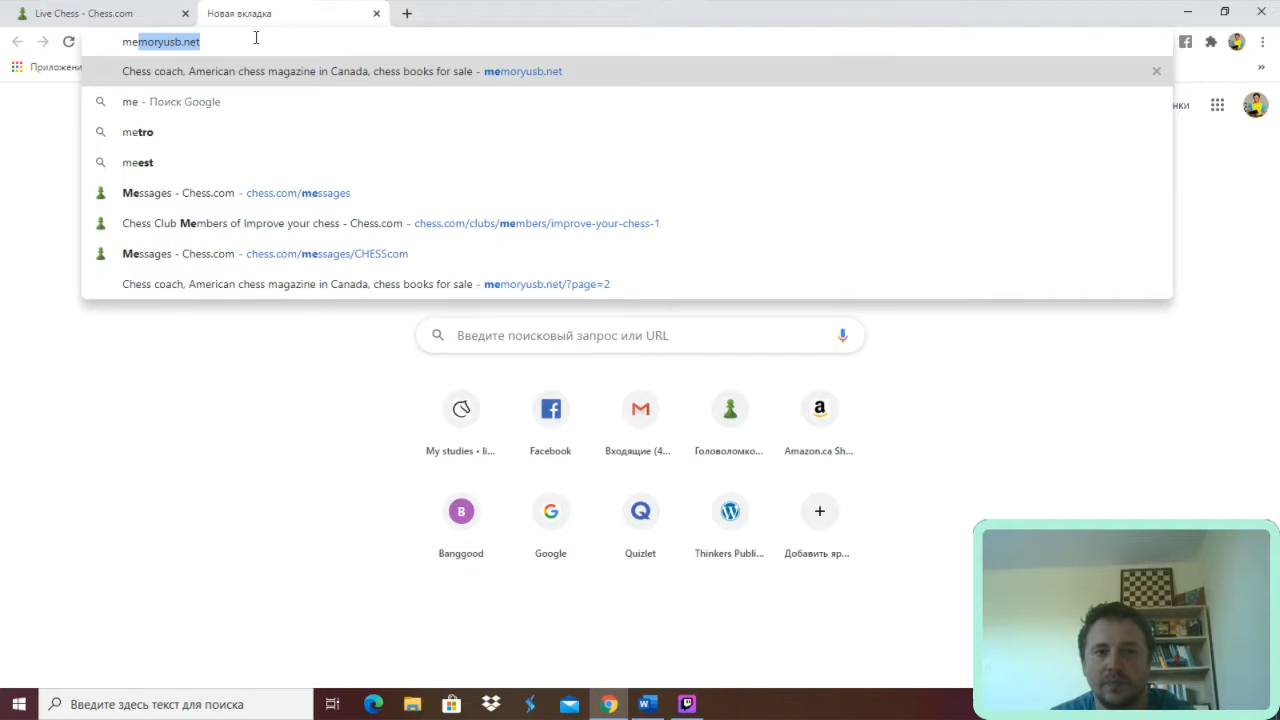 Live Chess - Chess.com
Новая вкладка
memoryusb.net
Приложени
»
Chess coach, American chess magazine in Canada, chess books for sale - memoryusb.net
me - Поиск Google
metro
meest
Messages - Chess.com - chess.com/messages
Chess Club Members of Improve your chess - Chess.com - chess.com/clubs/members/improve-your-chess-1
Messages - Chess.com - chess.com/messages/CHESScom
Chess coach, American chess magazine in Canada, chess books for sale - memoryusb.net/?page=2
нки
Введите поисковый запрос или URL
My studies • li...
Facebook
Входящие (4...
Головоломко...
Amazon.ca Sh...
B
Banggood
Google
Quizlet
Thinkers Publi...
Добавить яр...
Введите здесь текст для поиска